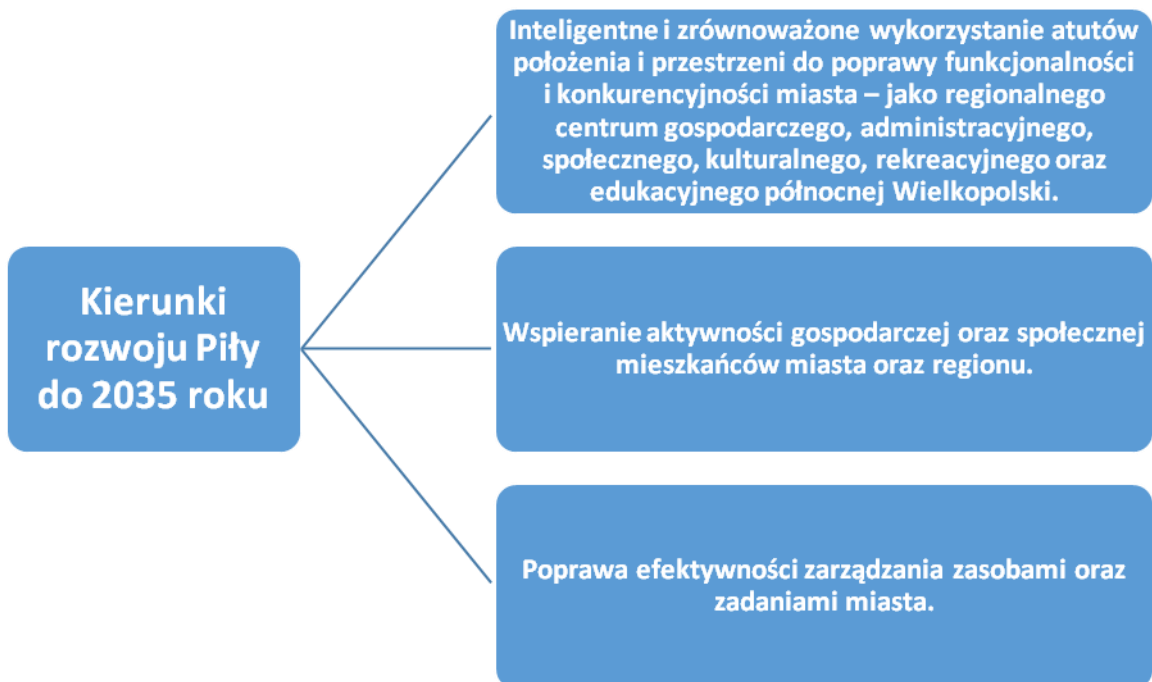 Kierunki
rozwoju Piły
do 2035 roku
Inteligentne i zrównoważone wykorzystanie atutów
położenia i przestrzeni do poprawy funkcjonalności
i konkurencyjności miasta – jako regionalnego
centrum gospodarczego, administracyjnego,
społecznego, kulturalnego, rekreacyjnego oraz
edukacyjnego północnej Wielkopolski.
Wspieranie aktywności gospodarczej oraz społecznej
mieszkańców miasta oraz regionu.
Poprawa efektywności zarządzania zasobami oraz
zadaniami miasta.